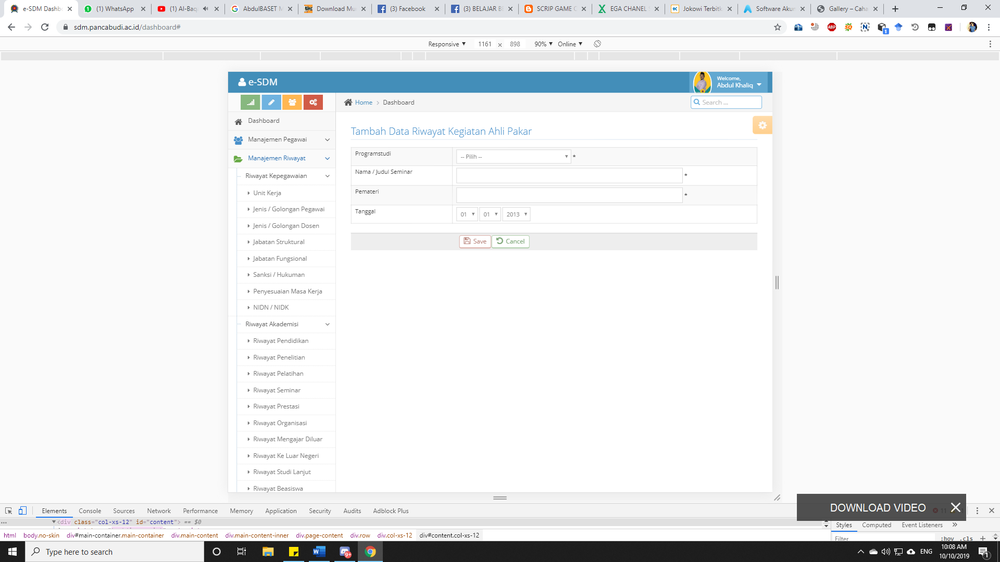 e-SDM Dashb
(1) WhatsApp
(1) Al-Baq
AbdulBASET M
Download Mu
(3) Facebook
(3) BELAJAR BE
SCRIP GAME C
EGA CHANEL
Jokowi Terbitk
Software Akun
Gallery – Caha
sdm.pancabudi.ac.id/dashboard#
Responsive ▼ 1161 x 898 90% ▼ Online ▼
e-SDM
Welcome,
Abdul Khaliq
Home > Dashboard
Search ...
Dashboard
Manajemen Pegawai
Manajemen Riwayat
Riwayat Kepegawaian
Unit Kerja
Jenis / Golongan Pegawai
Jenis / Golongan Dosen
Jabatan Struktural
Jabatan Fungsional
Sanksi / Hukuman
Penyesuaian Masa Kerja
NIDN / NIDK
Riwayat Akademisi
Riwayat Pendidikan
Riwayat Penelitian
Riwayat Pelatihan
Riwayat Seminar
Riwayat Prestasi
Riwayat Organisasi
Riwayat Mengajar Diluar
Riwayat Ke Luar Negeri
Riwayat Studi Lanjut
Riwayat Beasiswa
Tambah Data Riwayat Kegiatan Ahli Pakar
Programstudi
-- Pilih -- *
Nama / Judul Seminar
*
Pemateri
*
Tanggal
01 01 2013
Save Cancel
DOWNLOAD VIDEO
Elements Console Sources Network Performance Memory Application Security Audits Adblock Plus
<div class="col-xs-12" id="content"> == $0
Styles Computed Event Listeners »
html body.no-skin div#main-container.main-container div.main-content div.main-content-inner div.page-content div.row div.col-xs-12 div#content.col-xs-12
Filter :hov .cls +
Type here to search
9+
ENG
10:08 AM
10/10/2019
1